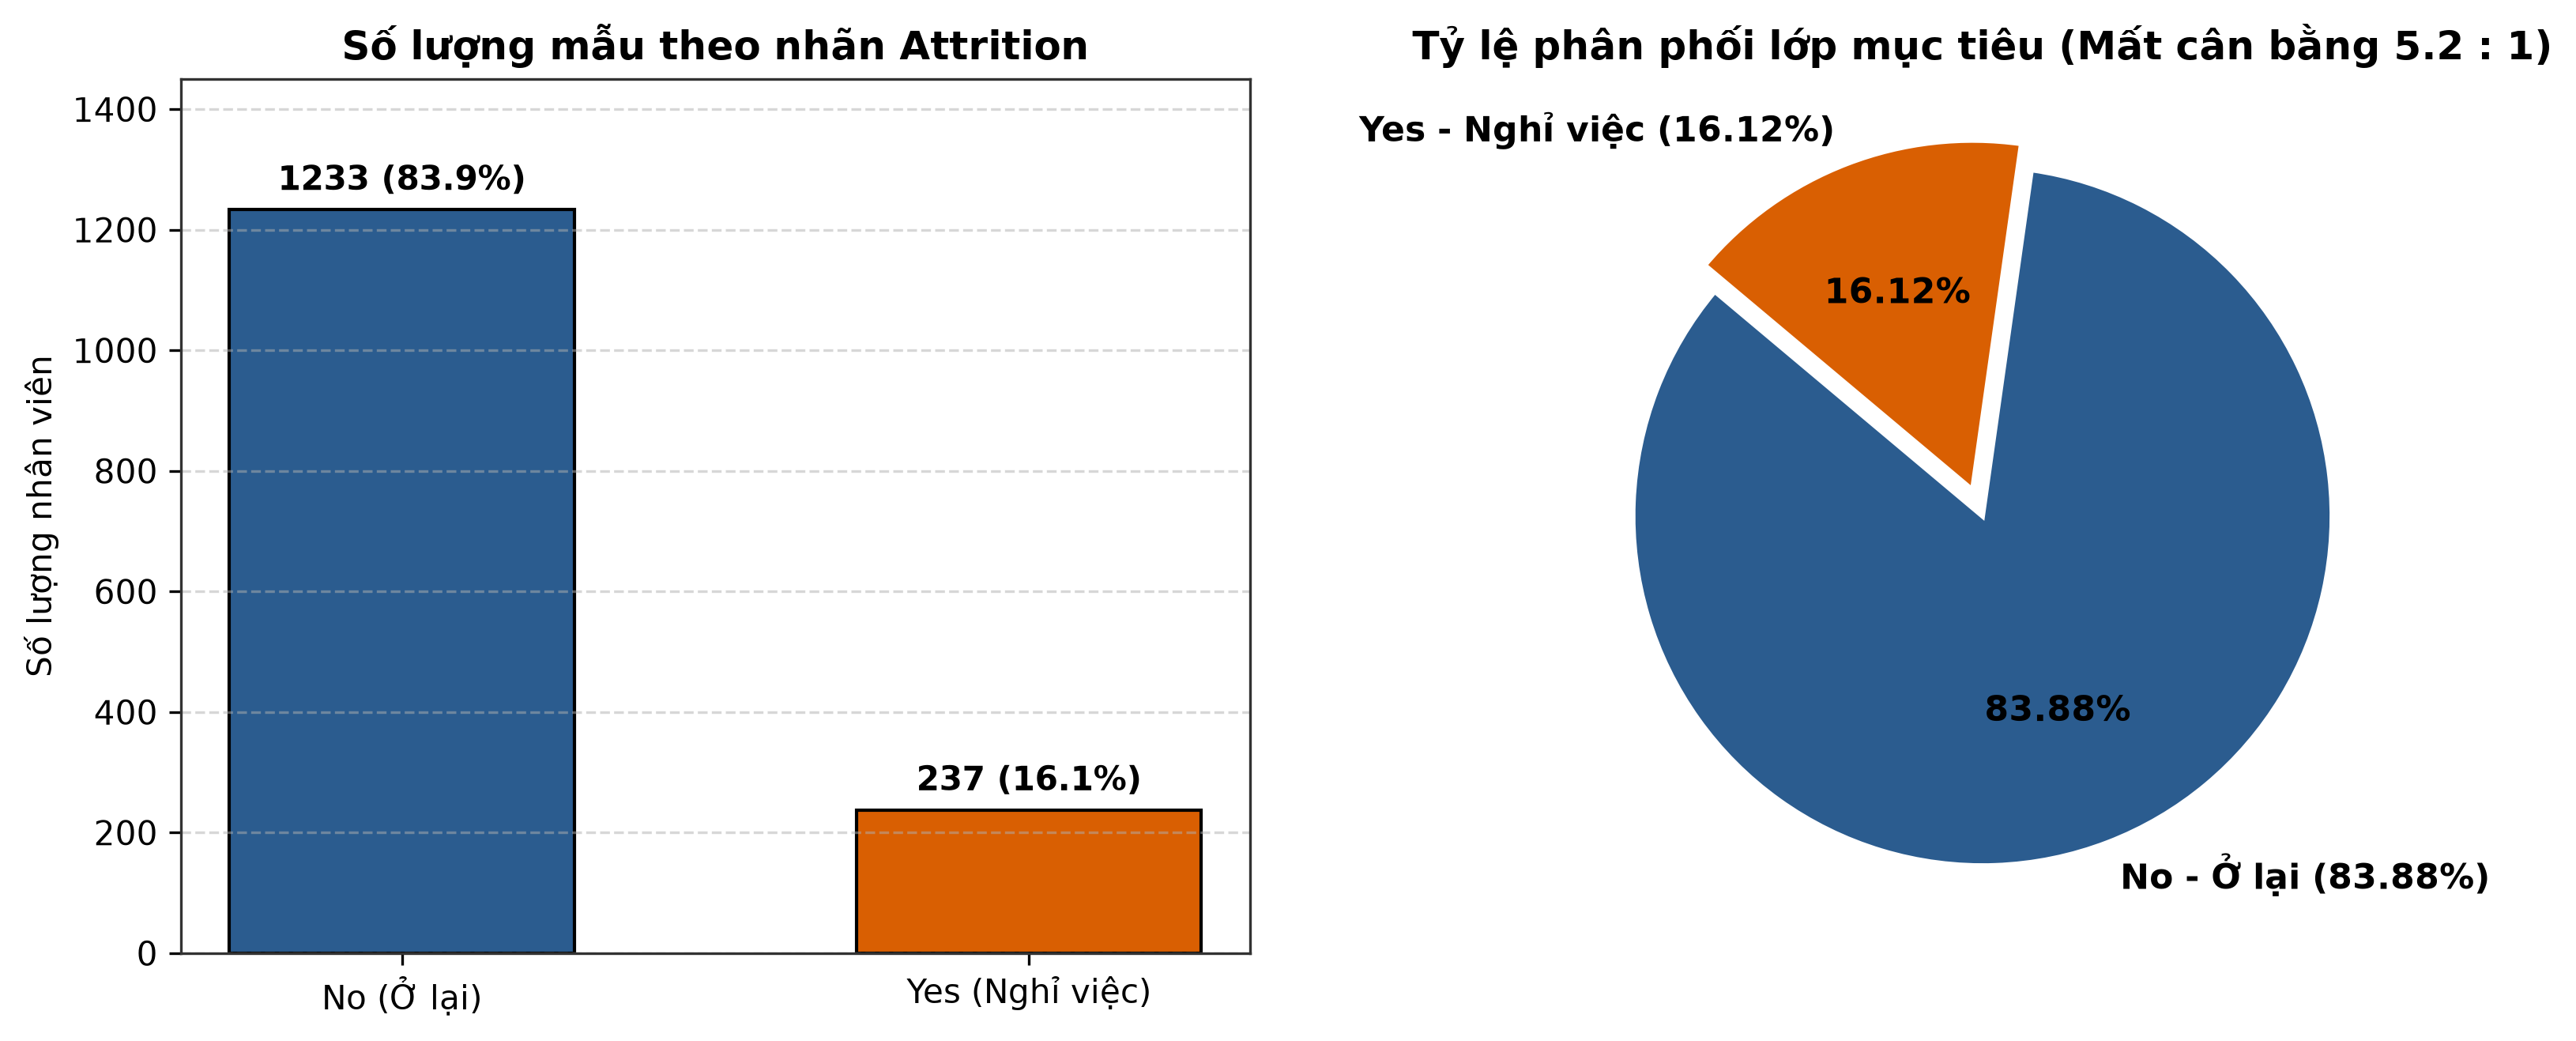 Số lượng mẫu theo nhãn Attrition
Số lượng nhân viên
1400
1200
1000
800
600
400
200
0
1233 (83.9%)
237 (16.1%)
No (Ở lại)
Yes (Nghỉ việc)
Tỷ lệ phân phối lớp mục tiêu (Mất cân bằng 5.2 : 1)
Yes - Nghỉ việc (16.12%)
16.12%
83.88%
No - Ở lại (83.88%)